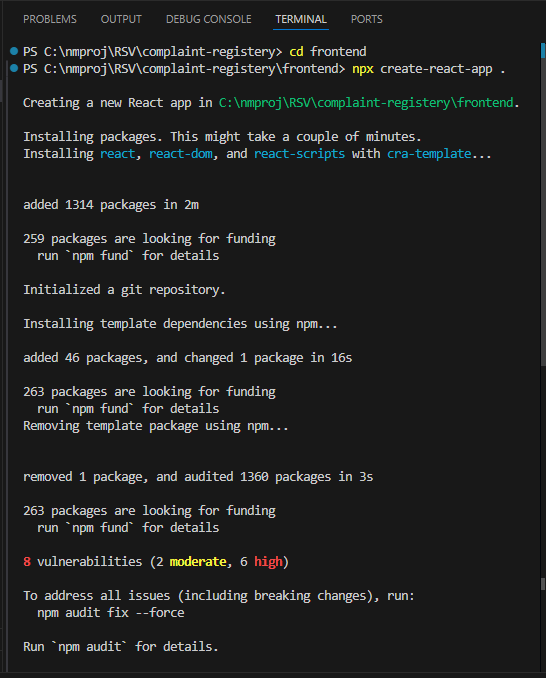 PROBLEMS OUTPUT DEBUG CONSOLE TERMINAL PORTS
PS C:\nmproj\RSV\complaint-registery> cd frontend
PS C:\nmproj\RSV\complaint-registery\frontend> npx create-react-app .
Creating a new React app in C:\nmproj\RSV\complaint-registery\frontend.
Installing packages. This might take a couple of minutes.
Installing react, react-dom, and react-scripts with cra-template...
added 1314 packages in 2m
259 packages are looking for funding
  run `npm fund` for details
Initialized a git repository.
Installing template dependencies using npm...
added 46 packages, and changed 1 package in 16s
263 packages are looking for funding
  run `npm fund` for details
Removing template package using npm...
removed 1 package, and audited 1360 packages in 3s
263 packages are looking for funding
  run `npm fund` for details
8 vulnerabilities (2 moderate, 6 high)
To address all issues (including breaking changes), run:
  npm audit fix --force
Run `npm audit` for details.